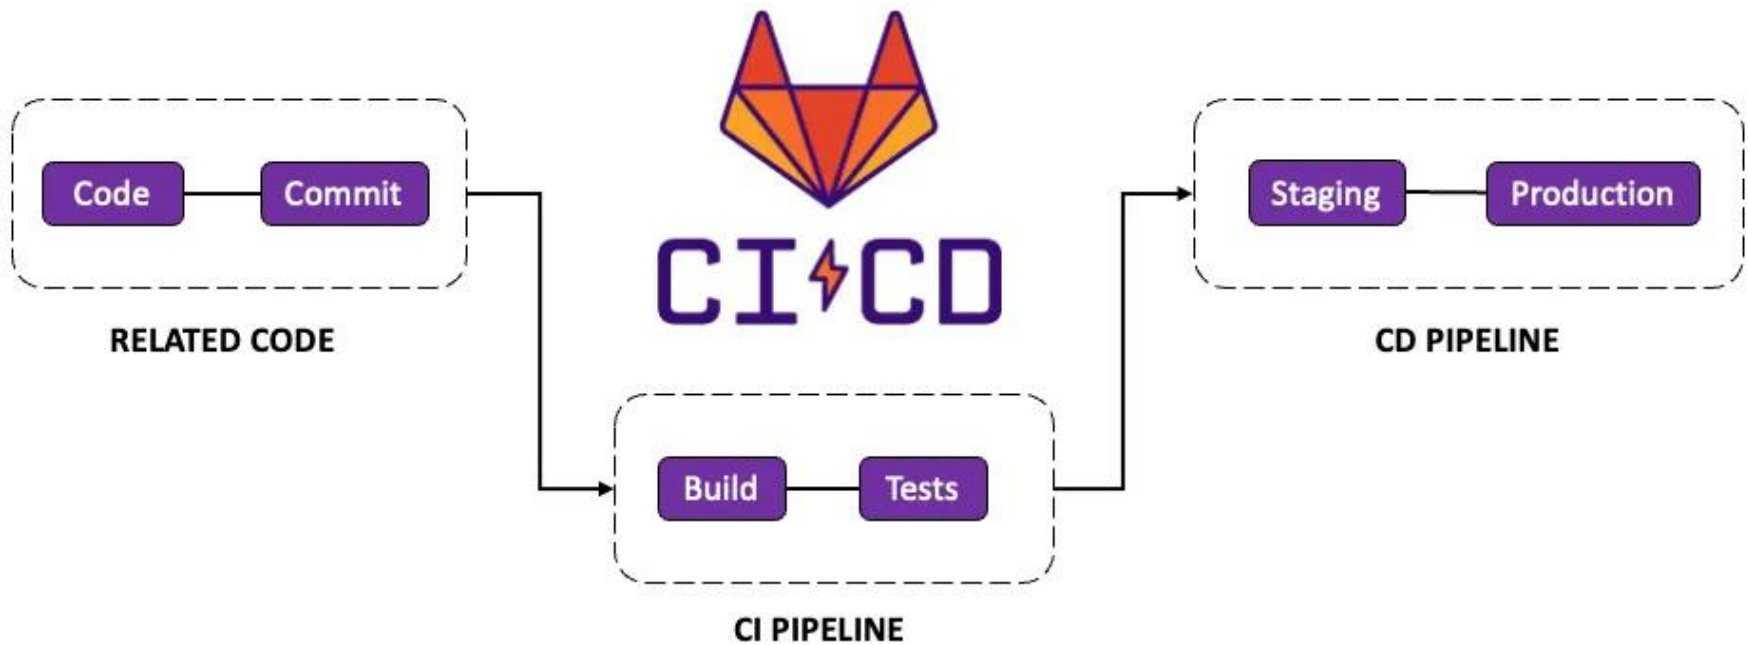 Code
Commit
RELATED CODE
CI CD
Build
Tests
CI PIPELINE
Staging
Production
CD PIPELINE